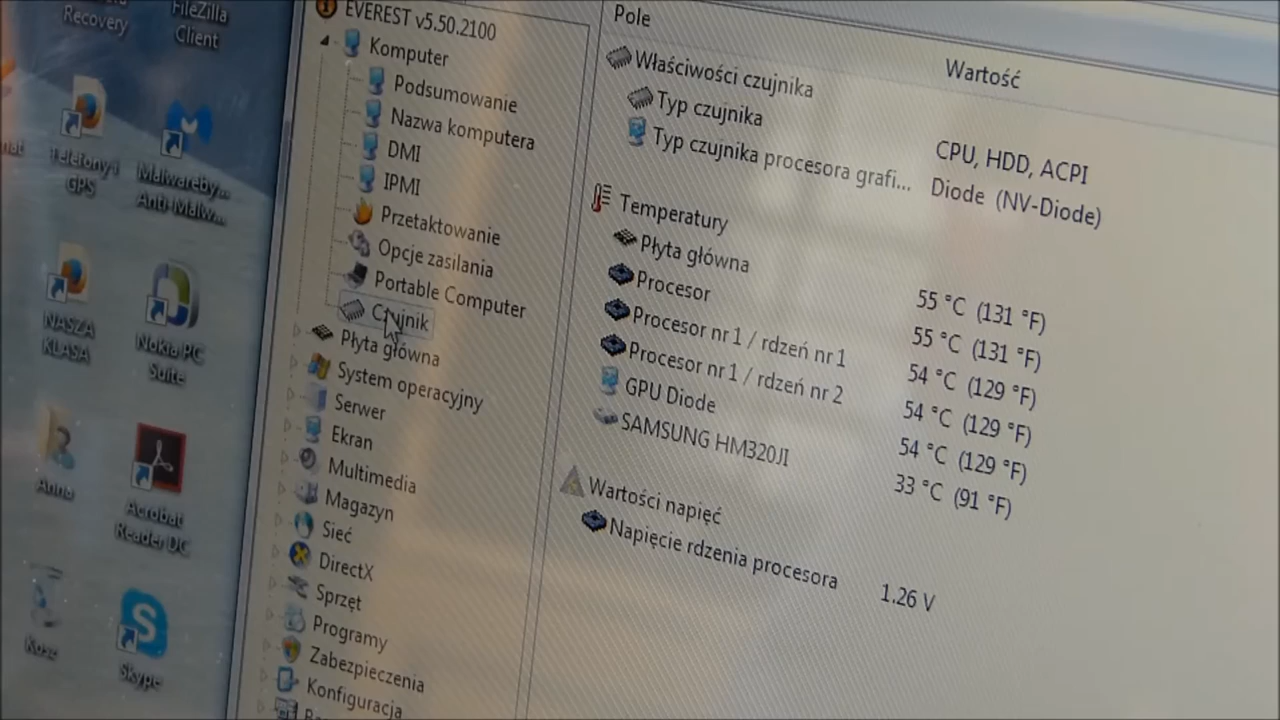 Recovery
FileZilla
Client
Telefony i
GPS
Malwareby...
Anti-Malw...
NASZA
KLASA
Nokia PC
Suite
Anna
Acrobat
Reader DC
Kosz
Skype
EVEREST v5.50.2100
Komputer
Podsumowanie
Nazwa komputera
DMI
IPMI
Przetaktowanie
Opcje zasilania
Portable Computer
Czujnik
Płyta główna
System operacyjny
Serwer
Ekran
Multimedia
Magazyn
Sieć
DirectX
Sprzęt
Programy
Zabezpieczenia
Konfiguracja
Pole
Wartość
Właściwości czujnika
Typ czujnika
CPU, HDD, ACPI
Typ czujnika procesora grafi...
Diode (NV-Diode)
Temperatury
Płyta główna
55 °C (131 °F)
Procesor
55 °C (131 °F)
Procesor nr 1 / rdzeń nr 1
54 °C (129 °F)
Procesor nr 1 / rdzeń nr 2
54 °C (129 °F)
GPU Diode
54 °C (129 °F)
SAMSUNG HM320JI
33 °C (91 °F)
Wartości napięć
Napięcie rdzenia procesora
1.26 V